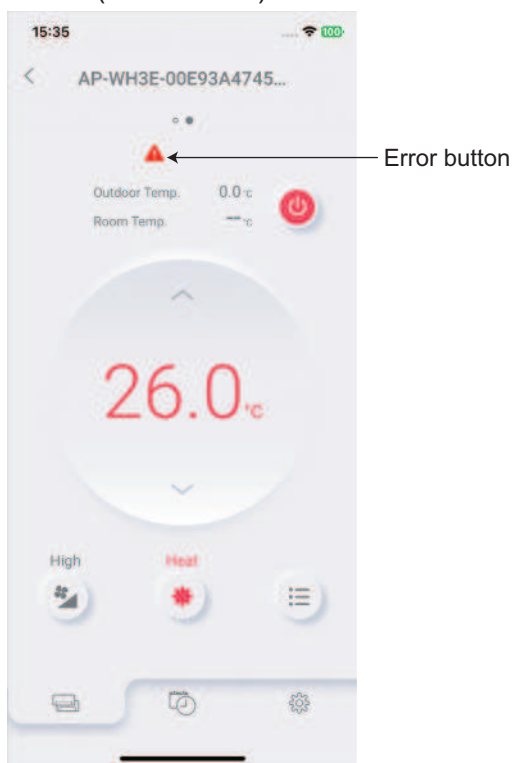 15:35
100
AP-WH3E-00E93A4745...
Error button
Outdoor Temp. 0.0 °C
Room Temp. -- °C
26.0 °C
High
Heat